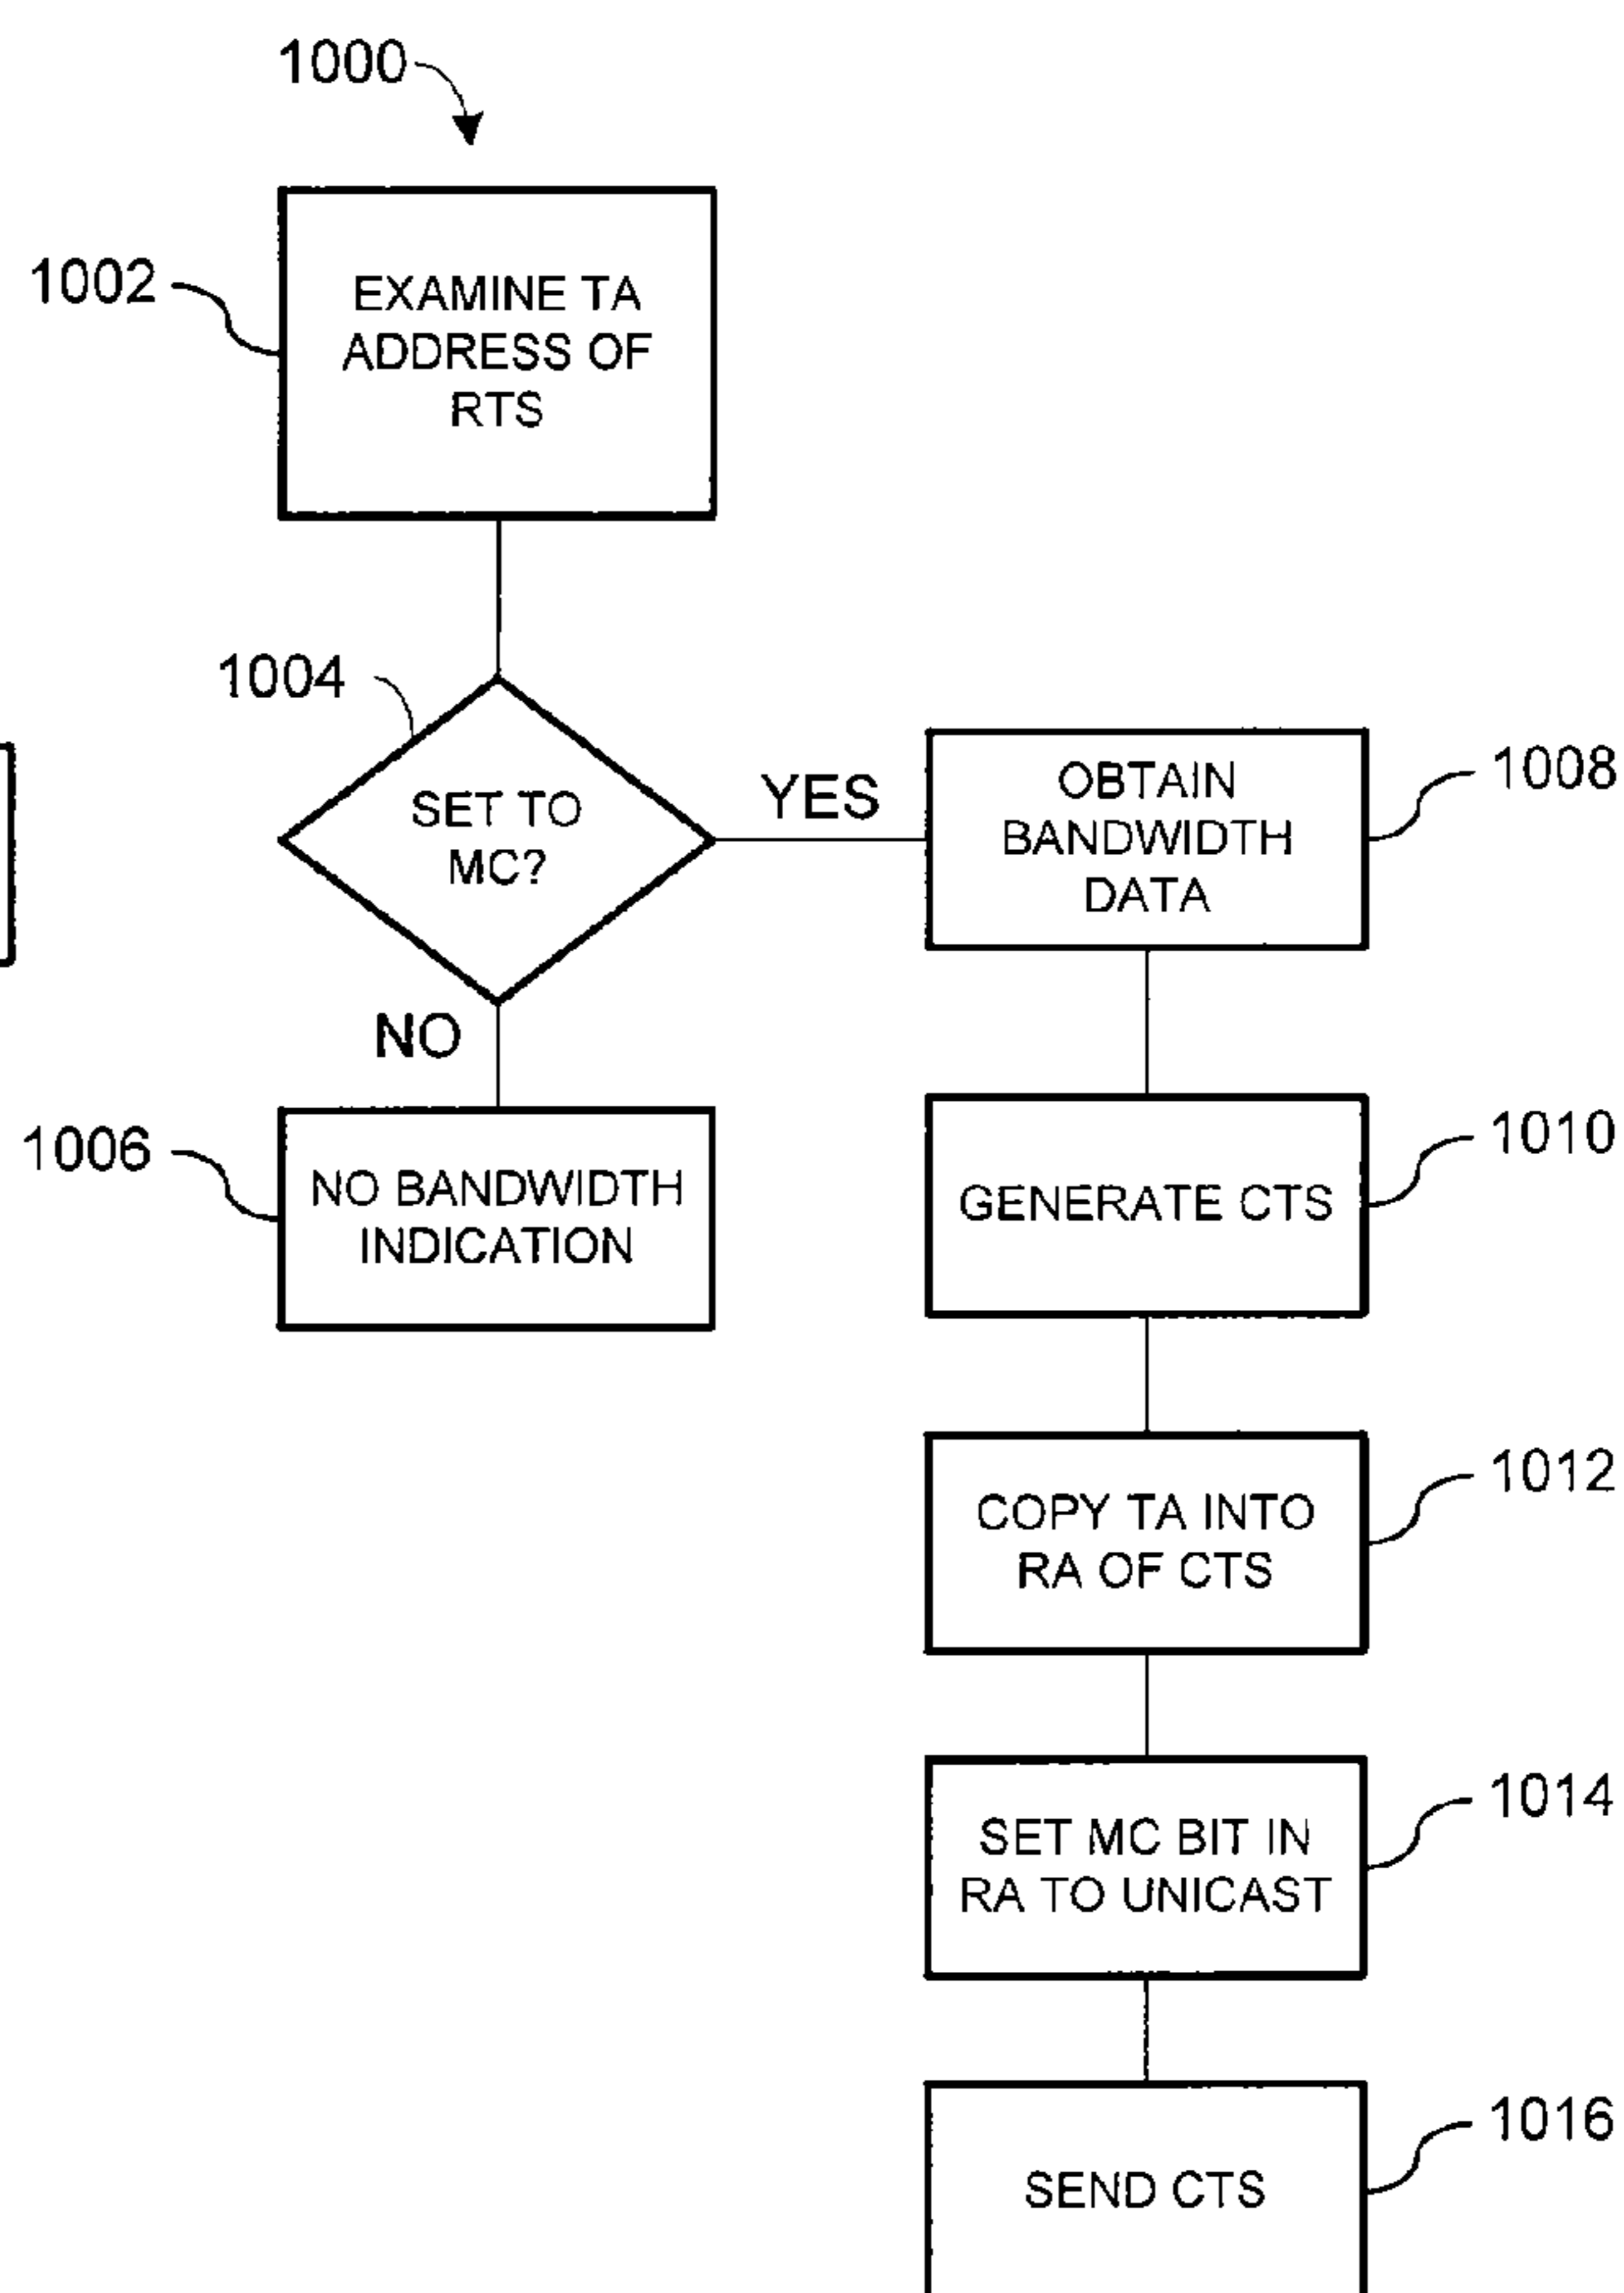 1000
1002
EXAMINE TA
ADDRESS OF
RTS
1004
SET TO
MC?
YES
NO
1006
NO BANDWIDTH
INDICATION
OBTAIN
BANDWIDTH
DATA
1008
GENERATE CTS
1010
COPY TA INTO
RA OF CTS
1012
SET MC BIT IN
RA TO UNICAST
1014
SEND CTS
1016